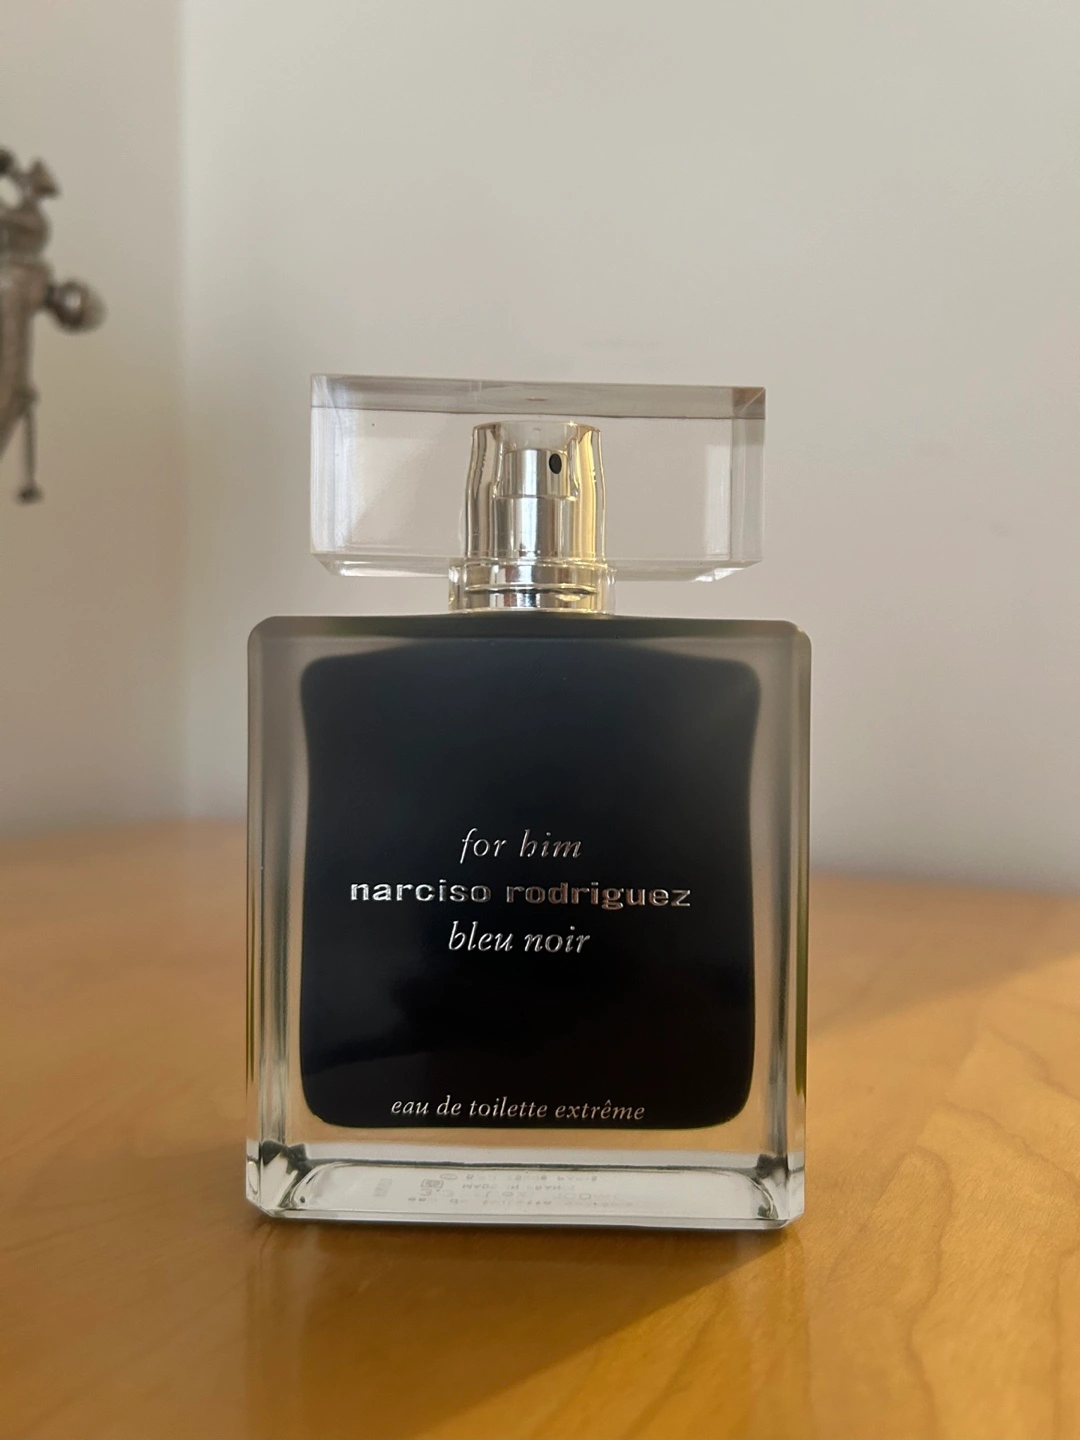 for him
narciso rodriguez
bleu noir
eau de toilette extrême